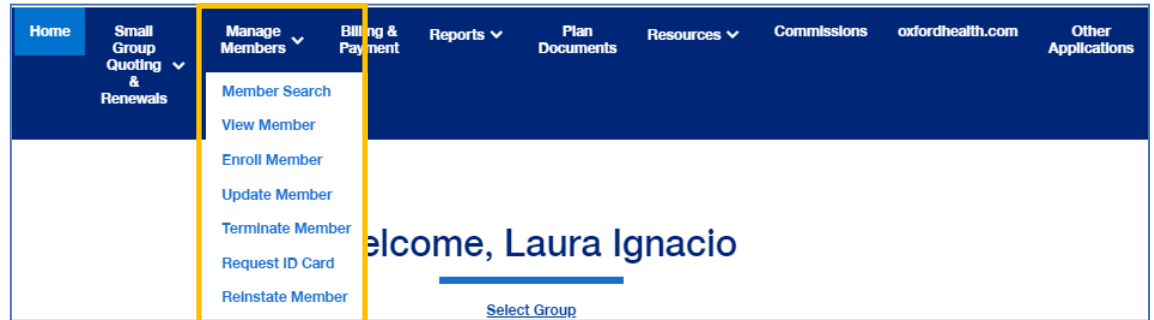 Home
Small
Group
Quoting
&
Renewals
Manage
Members
Billing &
Payment
Reports
Plan
Documents
Resources
Commissions
oxfordhealth.com
Other
Applications
Member Search
View Member
Enroll Member
Update Member
Terminate Member
Request ID Card
Reinstate Member
elcome, Laura Ignacio
Select Group